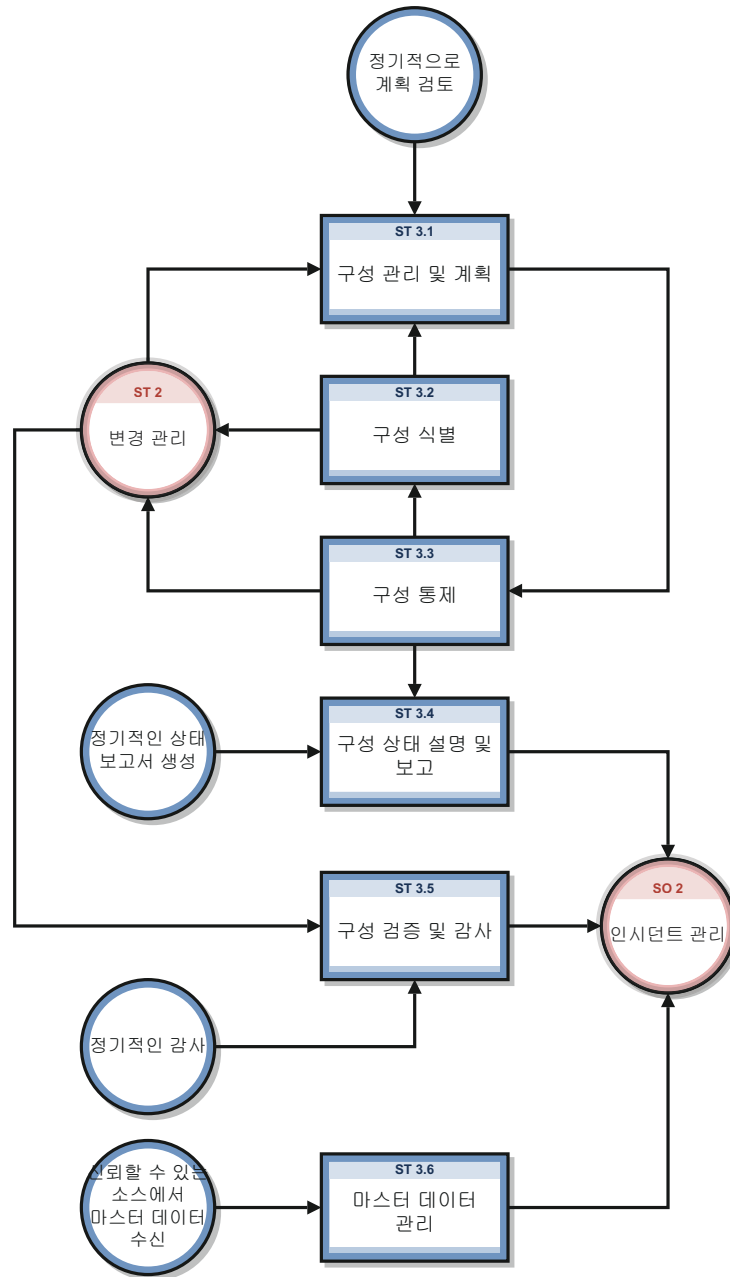 정기적으로
계획 검토
ST 3.1
구성 관리 및 계획
ST 2
변경 관리
ST 3.2
구성 식별
ST 3.3
구성 통제
정기적인 상태
보고서 생성
ST 3.4
구성 상태 설명 및
보고
ST 3.5
구성 검증 및 감사
SO 2
인시던트 관리
정기적인 감사
신뢰할 수 있는
소스에서
마스터 데이터
수신
ST 3.6
마스터 데이터
관리